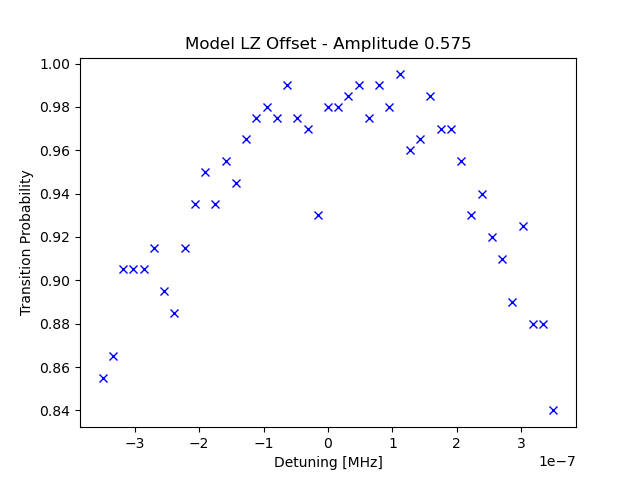 Model LZ Offset - Amplitude 0.575
Transition Probability
1.00
0.98
0.96
0.94
0.92
0.90
0.88
0.86
0.84
−3 −2 −1 0 1 2 3
1e−7
Detuning [MHz]